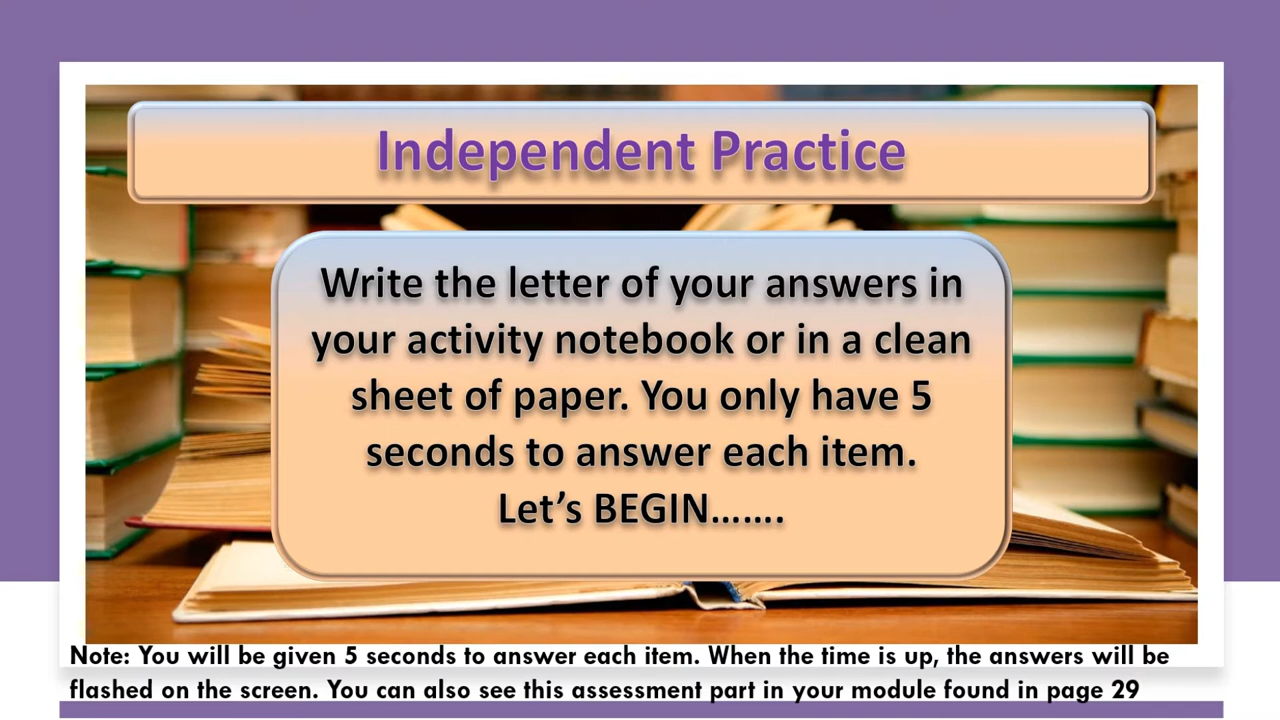 Independent Practice
Write the letter of your answers in
your activity notebook or in a clean
sheet of paper. You only have 5
seconds to answer each item.
Let’s BEGIN…….
Note: You will be given 5 seconds to answer each item. When the time is up, the answers will be
flashed on the screen. You can also see this assessment part in your module found in page 29